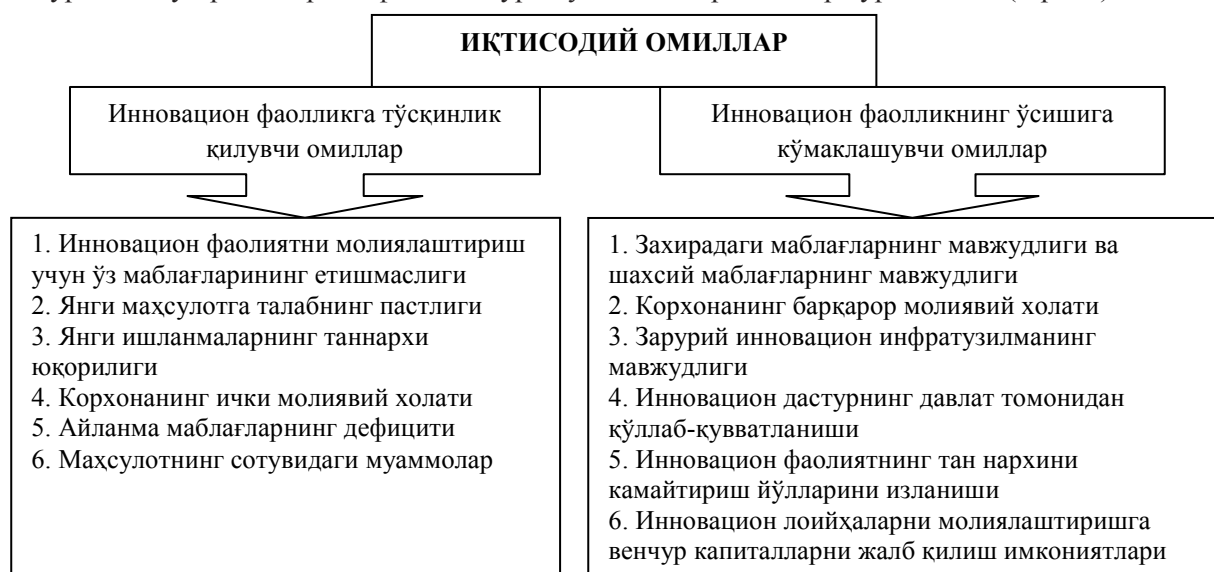 ИҚТИСОДИЙ ОМИЛЛАР
Инновацион фаолликга тўсқинлик
қилувчи омиллар
Инновацион фаолликнинг ўсишига
кўмаклашувчи омиллар
1. Инновацион фаолиятни молиялаштириш
учун ўз маблағларининг етишмаслиги
2. Янги маҳсулотга талабнинг пастлиги
3. Янги ишланмаларнинг таннархи
юқорилиги
4. Корхонанинг ички молиявий холати
5. Айланма маблағларнинг дефицити
6. Маҳсулотнинг сотувидаги муаммолар
1. Захирадаги маблағларнинг мавжудлиги ва
шахсий маблағларнинг мавжудлиги
2. Корхонанинг барқарор молиявий холати
3. Зарурий инновацион инфратузилманинг
мавжудлиги
4. Инновацион дастурнинг давлат томонидан
қўллаб-қувватланиши
5. Инновацион фаолиятнинг тан нархини
камайтириш йўлларини изланиши
6. Инновацион лоийҳаларни молиялаштиришга
венчур капиталларни жалб қилиш имкониятлари